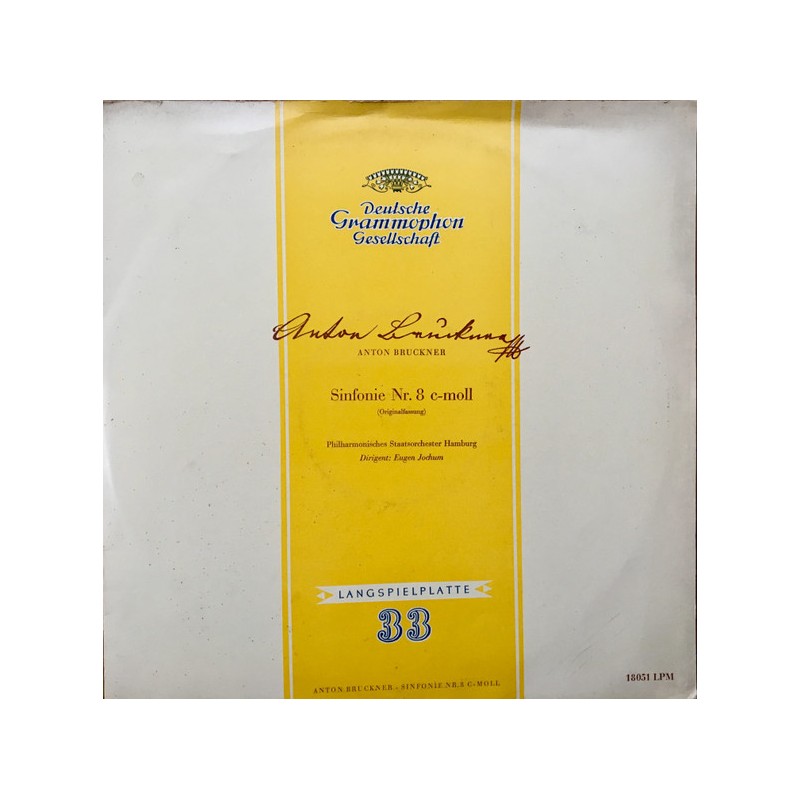 Deutsche
Grammophon
Gesellschaft
Anton Bruckner
ANTON BRUCKNER
Sinfonie Nr. 8 c-moll
(Originalfassung)
Philharmonisches Staatsorchester Hamburg
Dirigent: Eugen Jochum
LANGSPIELPLATTE
33
ANTON BRUCKNER - SINFONIE NR. 8 C-MOLL
18051 LPM